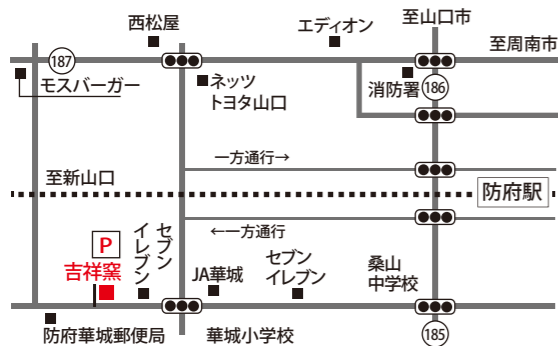 西松屋
エディオン
至山口市
至周南市
187
モスバーガー
ネッツ
トヨタ山口
消防署
186
一方通行→
至新山口
防府駅
←一方通行
P
吉祥窯
セブン
イレブン
JA華城
セブン
イレブン
桑山
中学校
防府華城郵便局
華城小学校
185